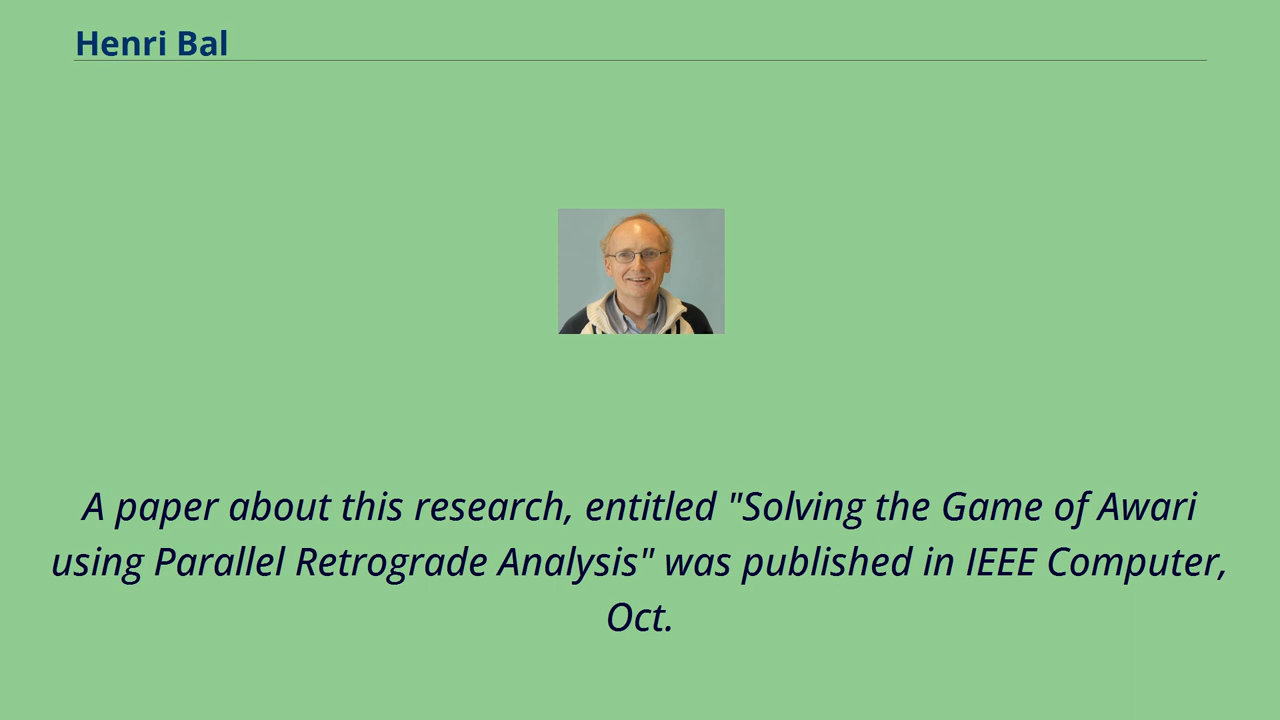 Henri Bal
A paper about this research, entitled "Solving the Game of Awari
using Parallel Retrograde Analysis" was published in IEEE Computer,
Oct.